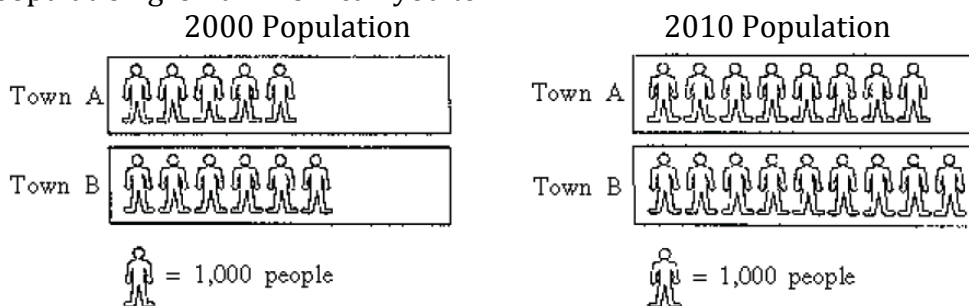 2000 Population
2010 Population
Town A
Town A
Town B
Town B
= 1,000 people
= 1,000 people